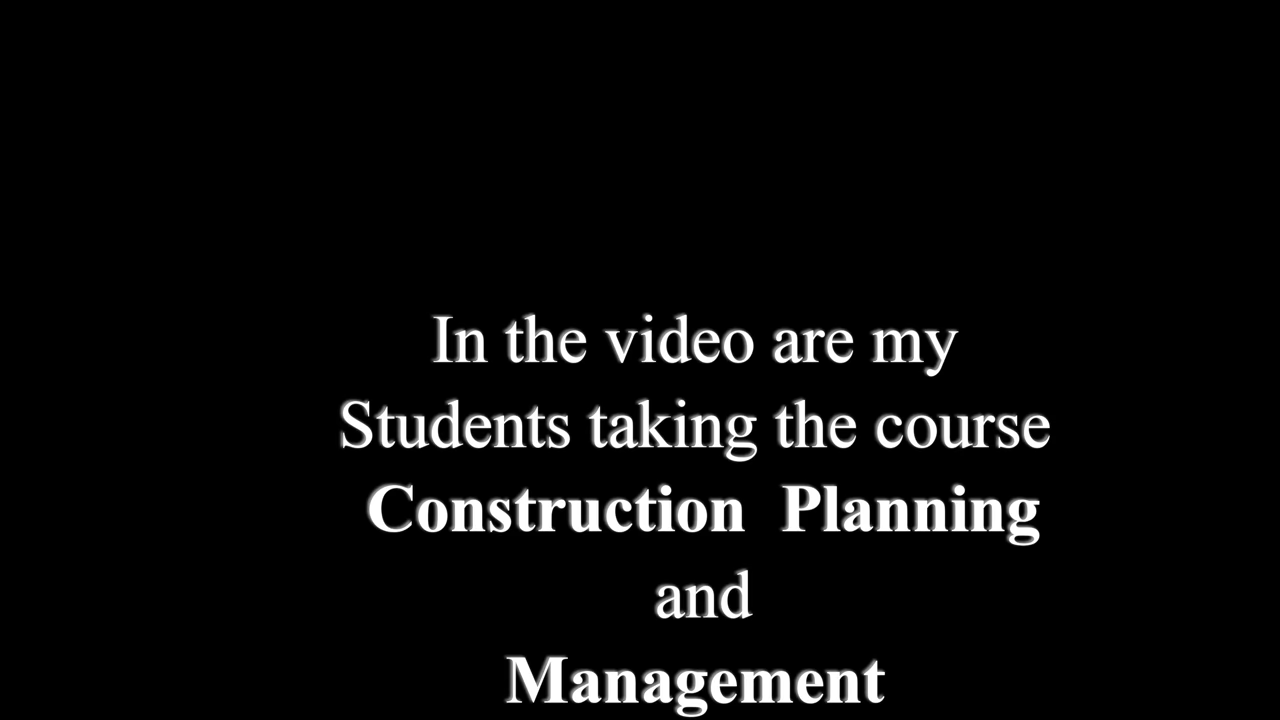 In the video are my
Students taking the course
Construction Planning
and
Management